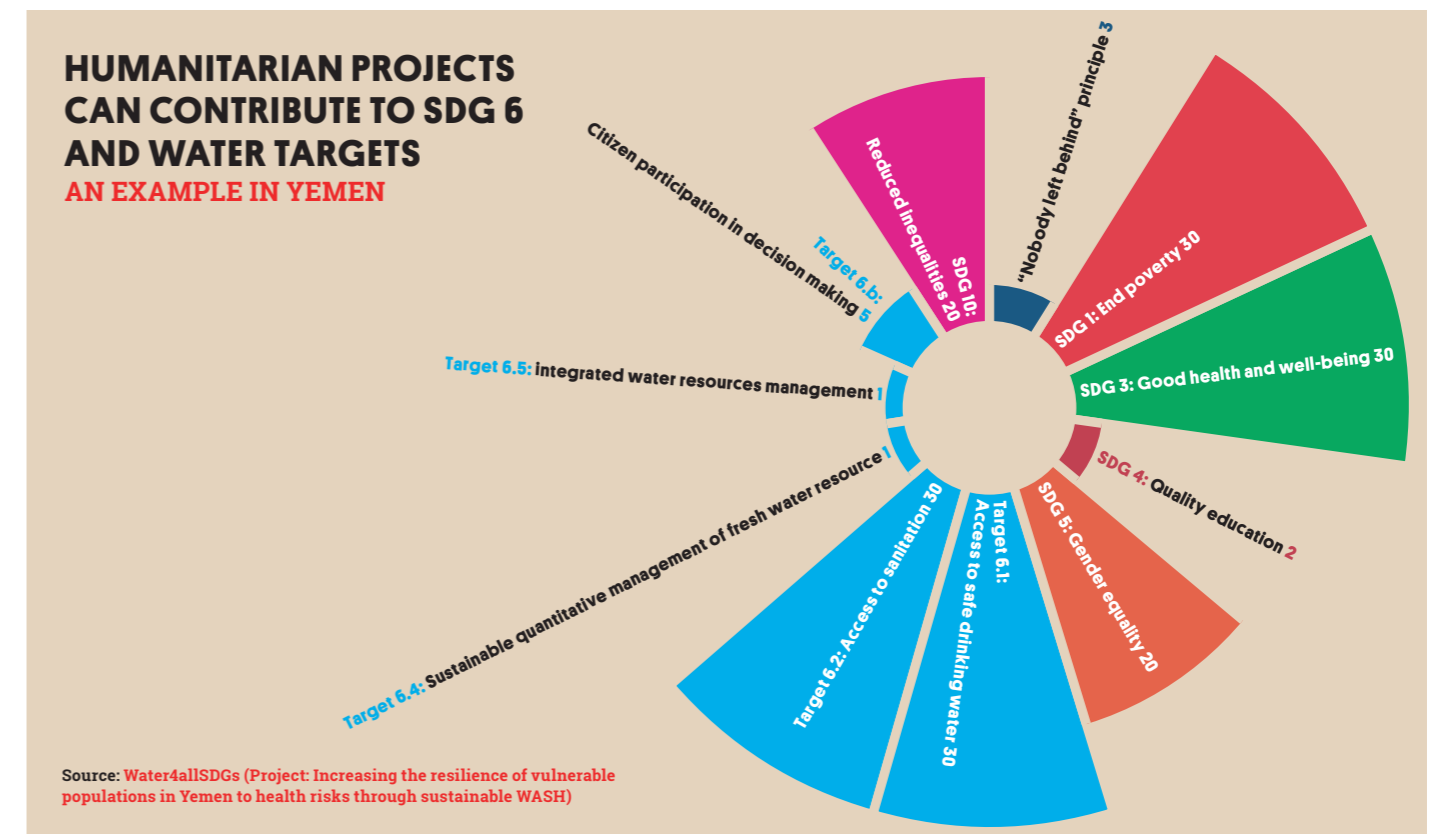 HUMANITARIAN PROJECTS
CAN CONTRIBUTE TO SDG 6
AND WATER TARGETS
AN EXAMPLE IN YEMEN
"Nobody left behind" principle 3
SDG 1: End poverty 30
SDG 3: Good health and well-being 30
SDG 4: Quality education 2
SDG 5: Gender equality 20
Target 6.1:
Access to safe drinking water 30
Target 6.2: Access to sanitation 30
Target 6.4: Sustainable quantitative management of fresh water resource 1
Target 6.5: integrated water resources management 1
Target 6.b:
Citizen participation in decision making 5
SDG 10:
Reduced inequalities 20
Source: Water4allSDGs (Project: Increasing the resilience of vulnerable
populations in Yemen to health risks through sustainable WASH)